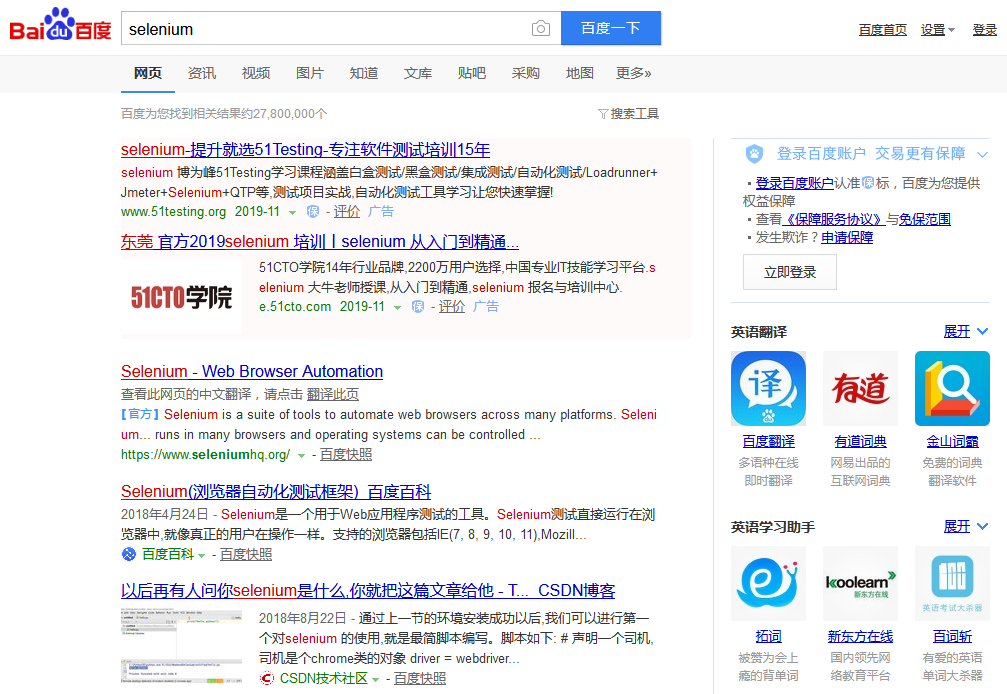 Bai du 百度
selenium
百度一下
百度首页 设置 登录
网页 资讯 视频 图片 知道 文库 贴吧 采购 地图 更多»
百度为您找到相关结果约27,800,000个
搜索工具
selenium-提升就选51Testing-专注软件测试培训15年
selenium 博为峰51Testing学习课程涵盖白盒测试/黑盒测试/集成测试/自动化测试/Loadrunner+
Jmeter+Selenium+QTP等,测试项目实战,自动化测试工具学习让您快速掌握!
www.51testing.org 2019-11 保 - 评价 广告
东莞 官方2019selenium 培训丨selenium 从入门到精通...
51CTO学院
51CTO学院14年行业品牌,2200万用户选择,中国专业IT技能学习平台.s
elenium 大牛老师授课,从入门到精通,selenium 报名与培训中心.
e.51cto.com 2019-11 保 - 评价 广告
Selenium - Web Browser Automation
查看此网页的中文翻译，请点击 翻译此页
【官方】Selenium is a suite of tools to automate web browsers across many platforms. Seleni
um... runs in many browsers and operating systems can be controlled ...
https://www.seleniumhq.org/ - 百度快照
Selenium(浏览器自动化测试框架)_百度百科
2018年4月24日 - Selenium是一个用于Web应用程序测试的工具。Selenium测试直接运行在浏
览器中,就像真正的用户在操作一样。支持的浏览器包括IE(7, 8, 9, 10, 11),Mozill...
百度百科 - 百度快照
以后再有人问你selenium是什么,你就把这篇文章给他 - T..._CSDN博客
2018年8月22日 - 通过上一节的环境安装成功以后,我们可以进行第一
个对selenium 的使用,就是最简脚本编写。脚本如下: # 声明一个司机,
司机是个chrome类的对象 driver = webdriver...
CSDN技术社区 - 百度快照
登录百度账户 交易更有保障
·登录百度账户认准保标，百度为您提供
权益保障
·查看《保障服务协议》与免保范围
·发生欺诈？申请保障
立即登录
英语翻译 展开
译 有道
百度翻译 有道词典 金山词霸
多语种在线 网易出品的 免费的词典
即时翻译 互联网词典 翻译软件
英语学习助手 展开
koolearn
新东方在线
英语考试大杀器
拓词 新东方在线 百词斩
被赞为会上 国内领先网 有爱的英语
瘾的背单词 络教育平台 单词大杀器